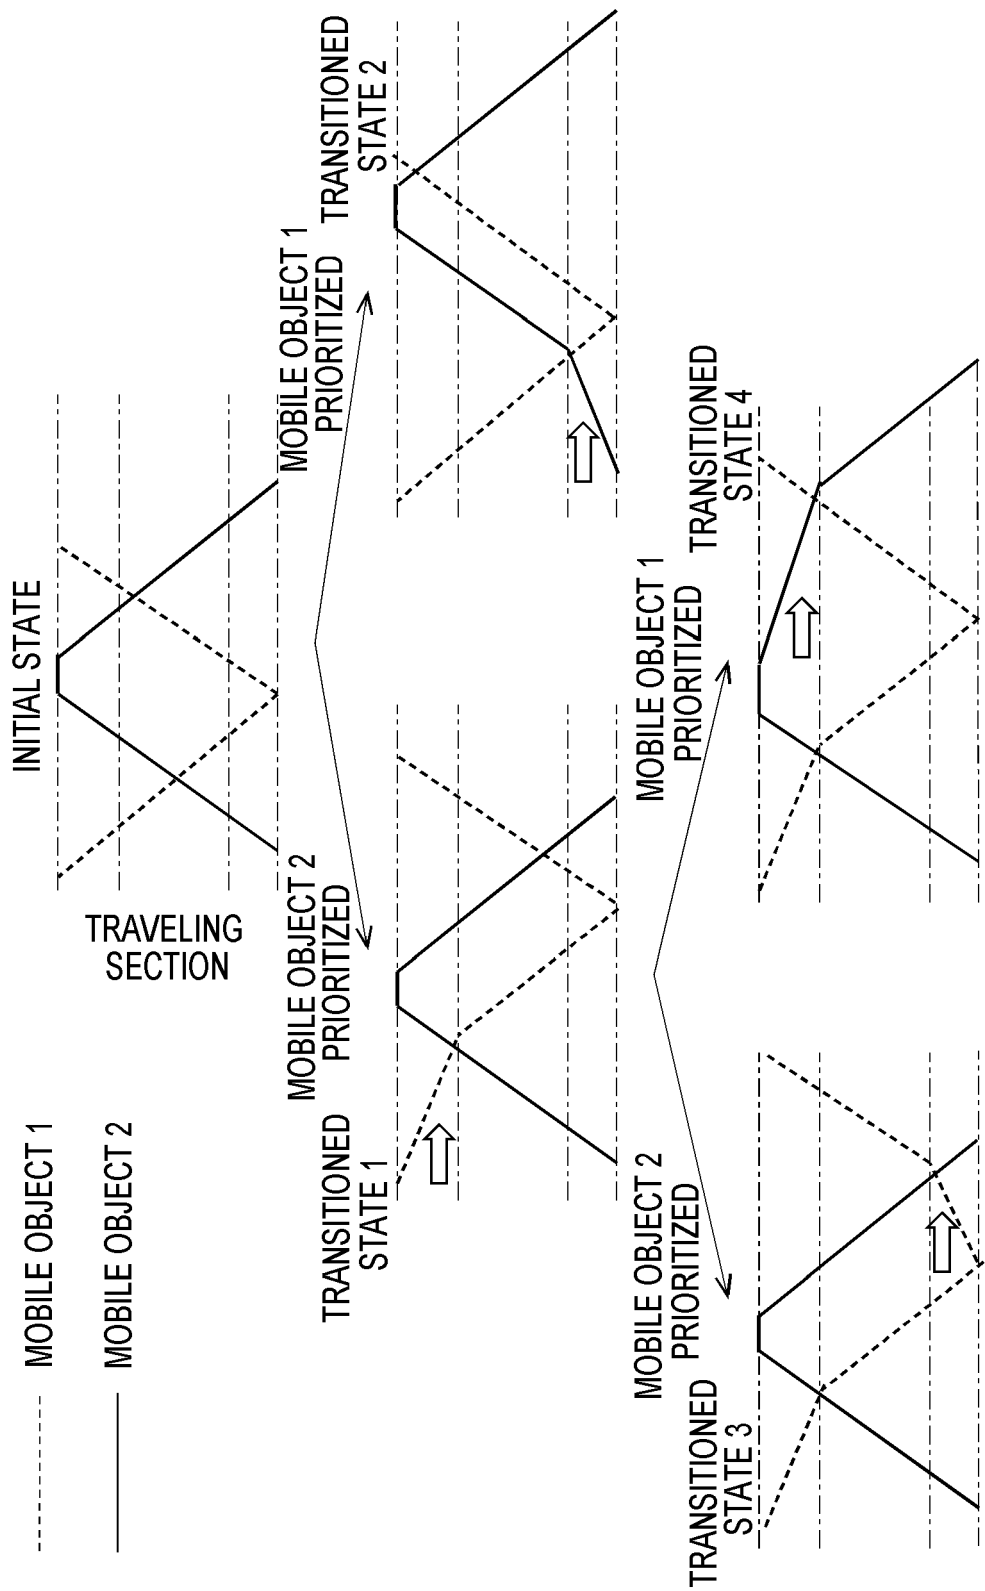 MOBILE OBJECT 1
MOBILE OBJECT 2
INITIAL STATE
TRAVELING
SECTION
MOBILE OBJECT 2
PRIORITIZED
MOBILE OBJECT 1
PRIORITIZED
TRANSITIONED
STATE 1
TRANSITIONED
STATE 2
MOBILE OBJECT 2
PRIORITIZED
MOBILE OBJECT 1
PRIORITIZED
TRANSITIONED
STATE 3
TRANSITIONED
STATE 4